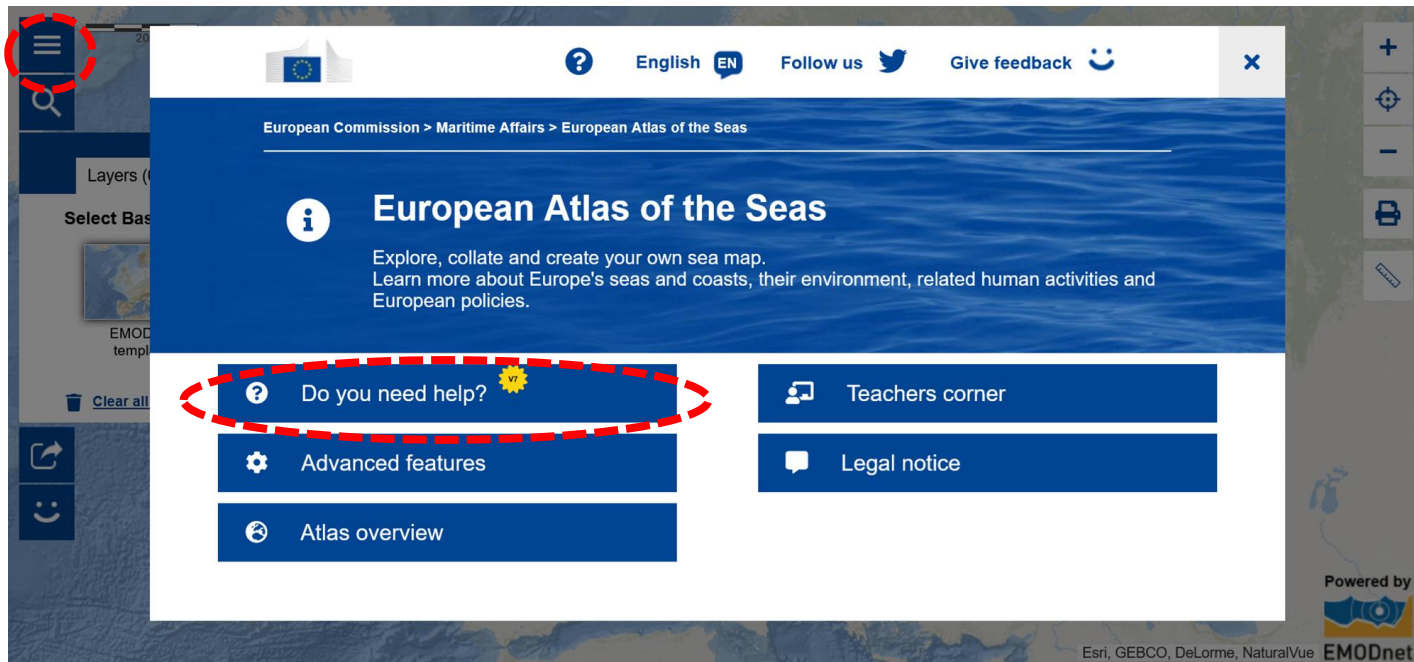 20
English EN
Follow us
Give feedback
European Commission > Maritime Affairs > European Atlas of the Seas
Layers (
Select Bas
European Atlas of the Seas
Explore, collate and create your own sea map.
Learn more about Europe's seas and coasts, their environment, related human activities and
European policies.
EMOD
templ
Clear all
Do you need help?
V7
Teachers corner
Advanced features
Legal notice
Atlas overview
Powered by
EMODnet
Esri, GEBCO, DeLorme, NaturalVue